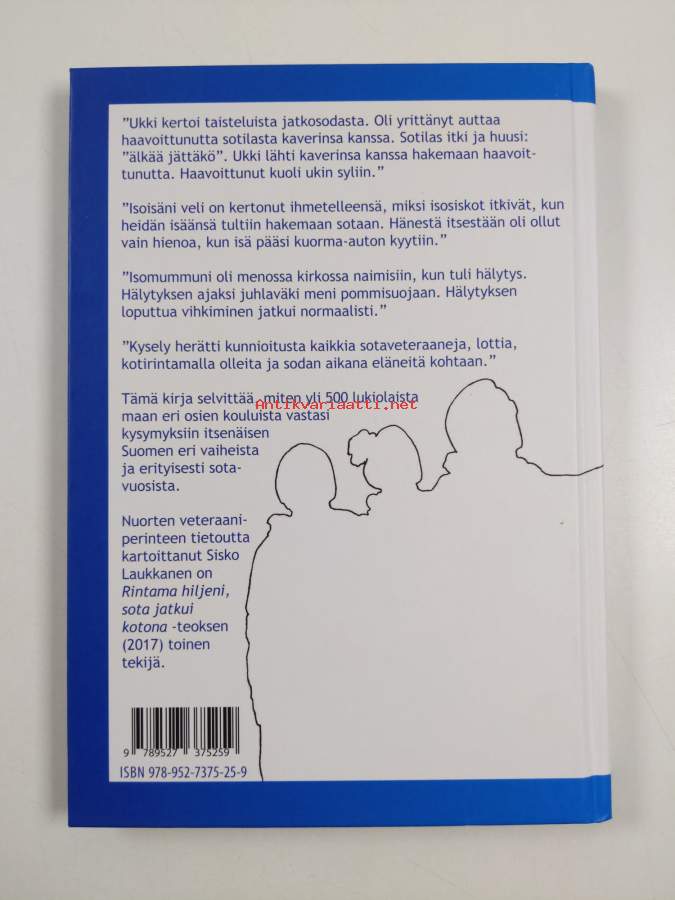 ”Ukki kertoi taisteluista jatkosodasta. Oli yrittänyt auttaa
haavoittunutta sotilasta kaverinsa kanssa. Sotilas itki ja huusi:
”älkää jättäkö”. Ukki lähti kaverinsa kanssa hakemaan haavoit-
tunutta. Haavoittunut kuoli ukin syliin.”
”Isoisäni veli on kertonut ihmetelleensä, miksi isosiskot itkivät, kun
heidän isäänsä tultiin hakemaan sotaan. Hänestä itsestään oli ollut
vain hienoa, kun isä pääsi kuorma-auton kyytiin.”
”Isomummuni oli menossa kirkossa naimisiin, kun tuli hälytys.
Hälytyksen ajaksi juhlaväki meni pommisuojaan. Hälytyksen
loputtua vihkiminen jatkui normaalisti.”
”Kysely herätti kunnioitusta kaikkia sotaveteraaneja, lottia,
kotirintamalla olleita ja sodan aikana eläneitä kohtaan.”
Tämä kirja selvittää, miten yli 500 lukiolaista
Antikvariaatti.net
maan eri osien kouluista vastasi
kysymyksiin itsenäisen
Suomen eri vaiheista
ja erityisesti sota-
vuosista.
Nuorten veteraani-
perinteen tietoutta
kartoittanut Sisko
Laukkanen on
Rintama hiljeni,
sota jatkui
kotona -teoksen
(2017) toinen
tekijä.
9 789527 375259
ISBN 978-952-7375-25-9